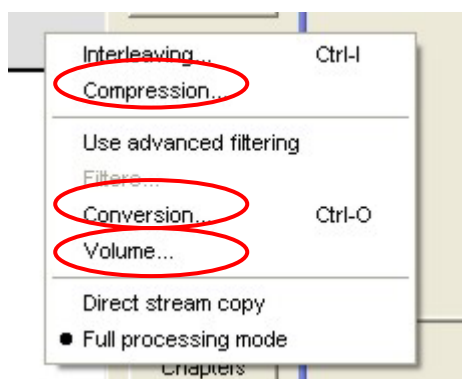 Interleaving... Ctrl-I
Compression...
Use advanced filtering
Filters...
Conversion... Ctrl-O
Volume...
Direct stream copy
● Full processing mode
Chapters